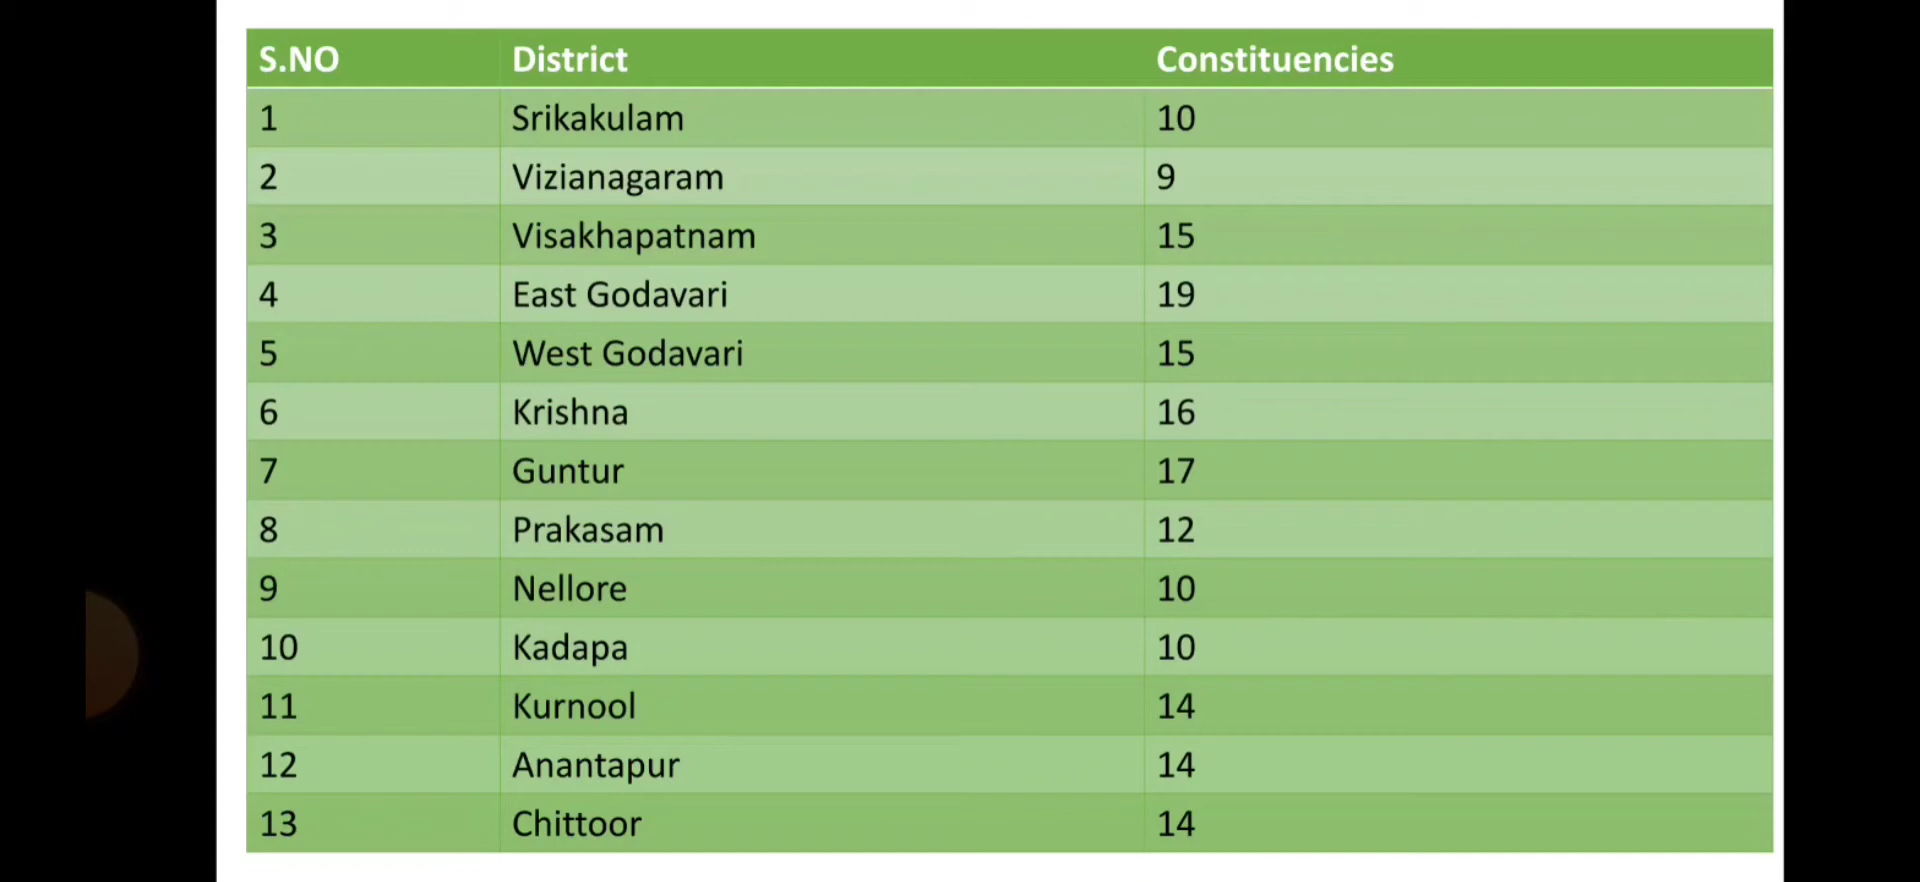 S.NO District Constituencies
1 Srikakulam 10
2 Vizianagaram 9
3 Visakhapatnam 15
4 East Godavari 19
5 West Godavari 15
6 Krishna 16
7 Guntur 17
8 Prakasam 12
9 Nellore 10
10 Kadapa 10
11 Kurnool 14
12 Anantapur 14
13 Chittoor 14